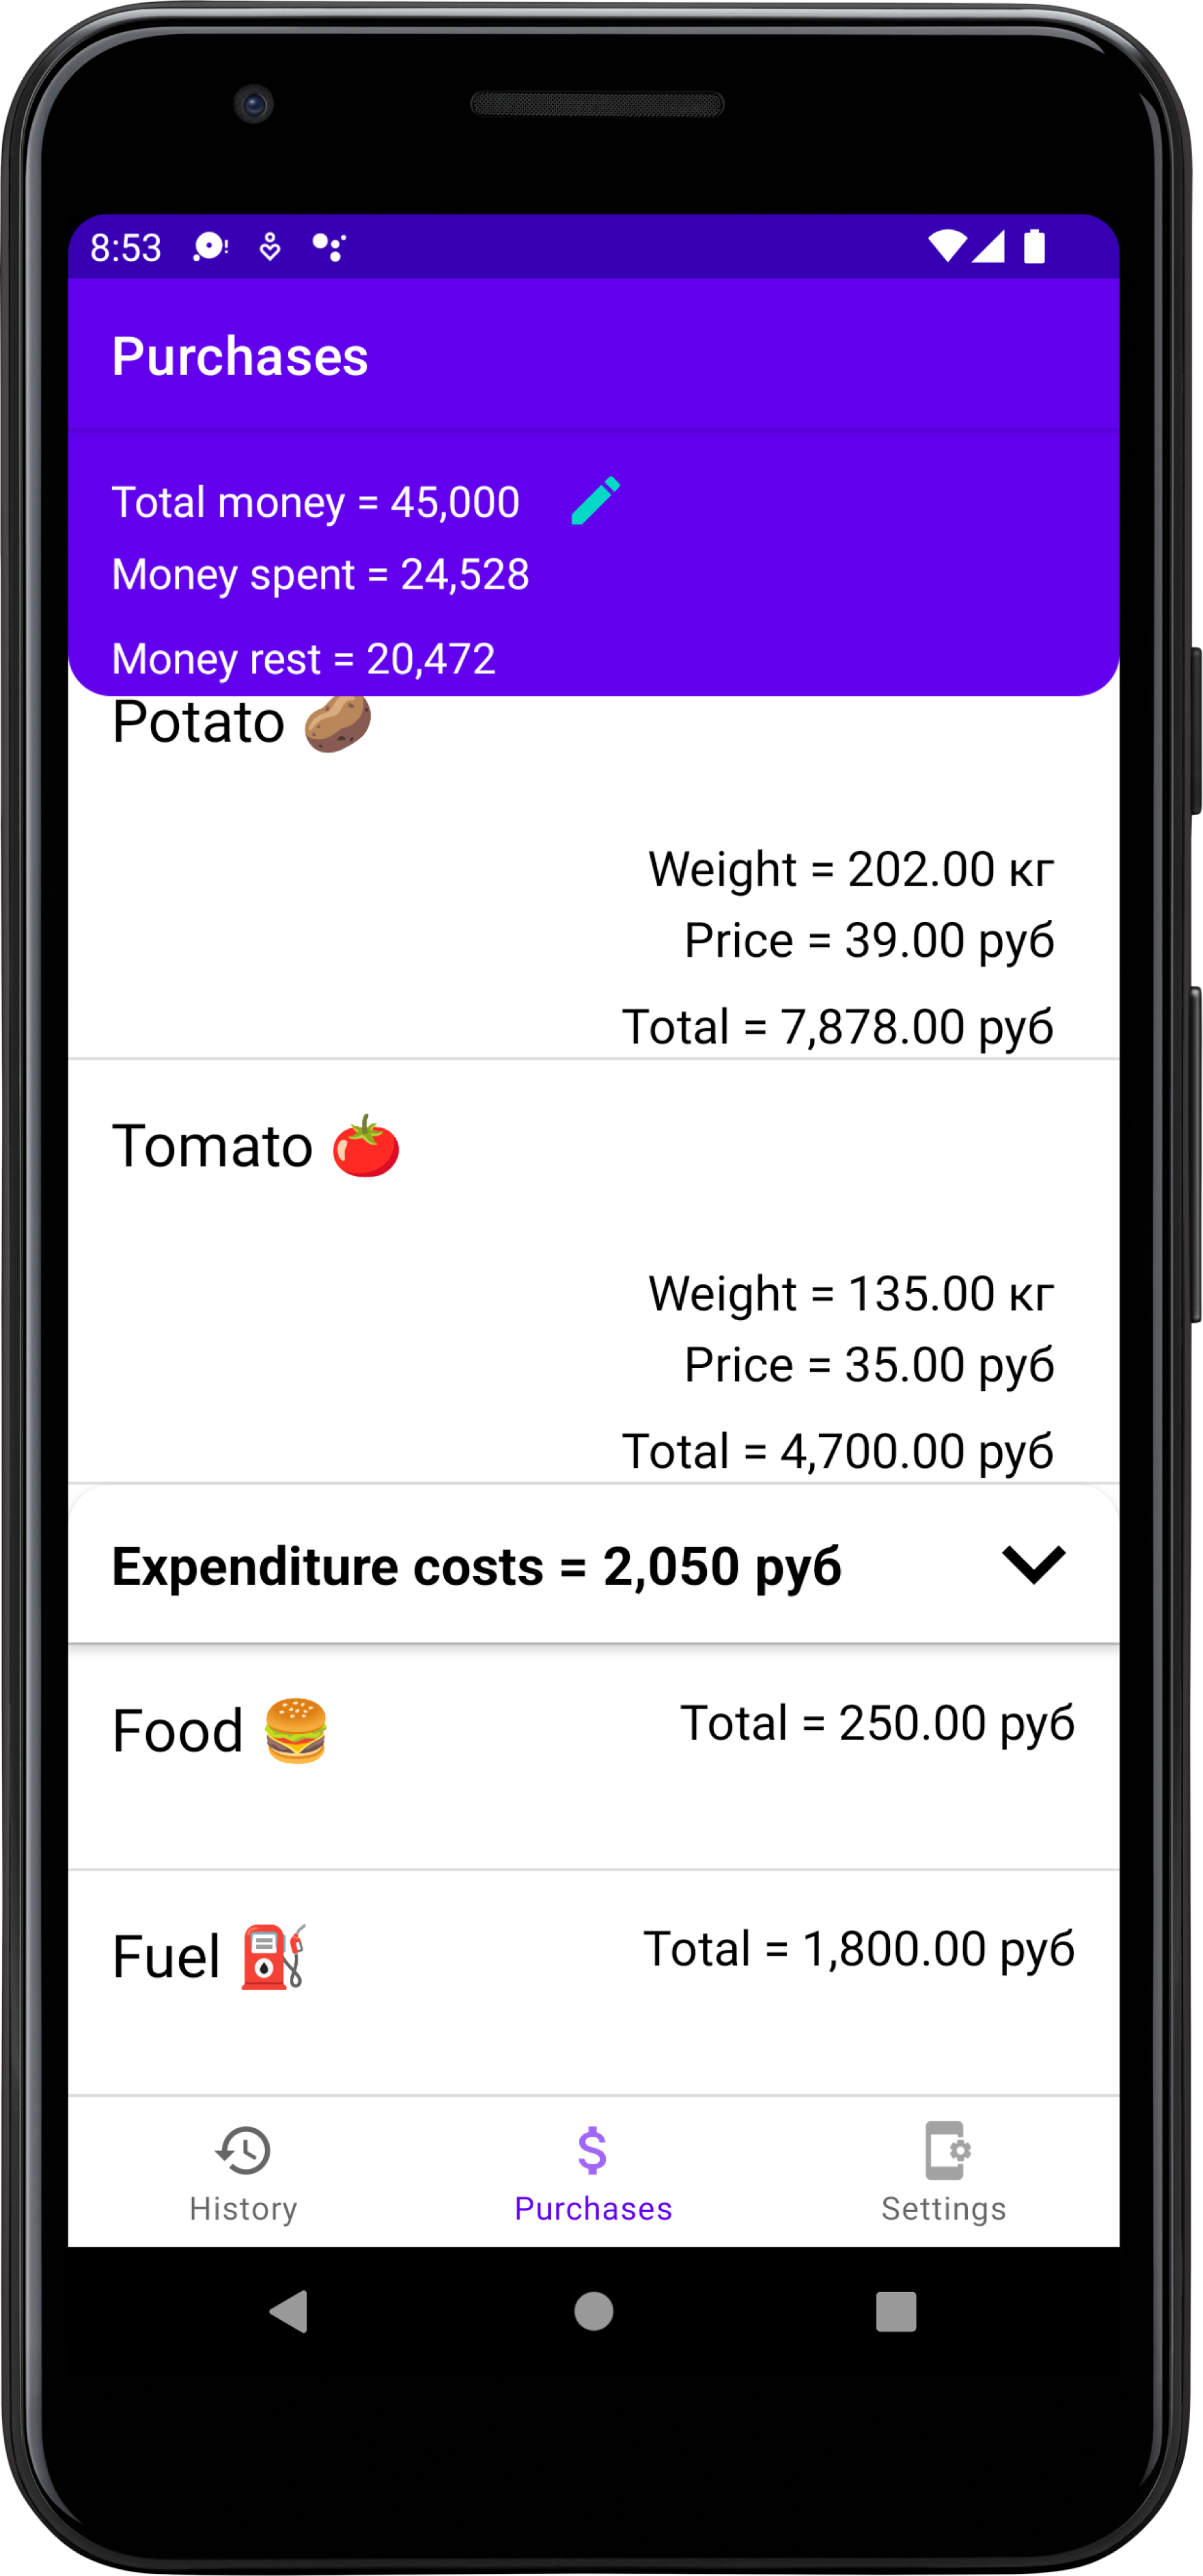 8:53
Purchases
Total money = 45,000
Money spent = 24,528
Money rest = 20,472
Potato 🥔
Weight = 202.00 кг
Price = 39.00 руб
Total = 7,878.00 руб
Tomato 🍅
Weight = 135.00 кг
Price = 35.00 руб
Total = 4,700.00 руб
Expenditure costs = 2,050 руб
Food 🍔 Total = 250.00 руб
Fuel ⛽ Total = 1,800.00 руб
History Purchases Settings